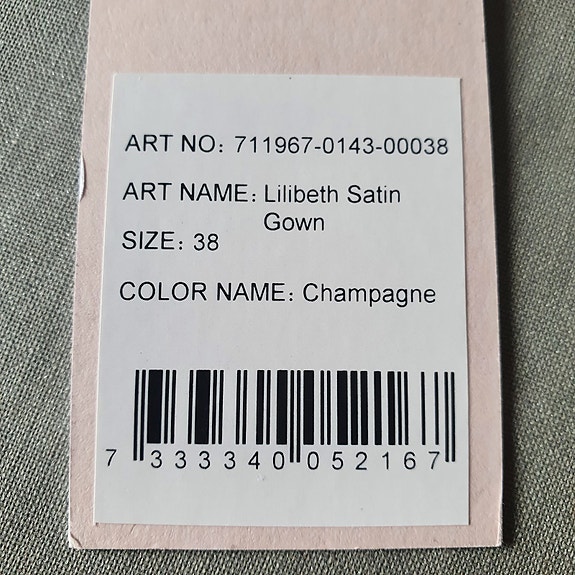 ART NO: 711967-0143-00038
ART NAME: Lilibeth Satin
Gown
SIZE: 38
COLOR NAME: Champagne
7 333340 052167